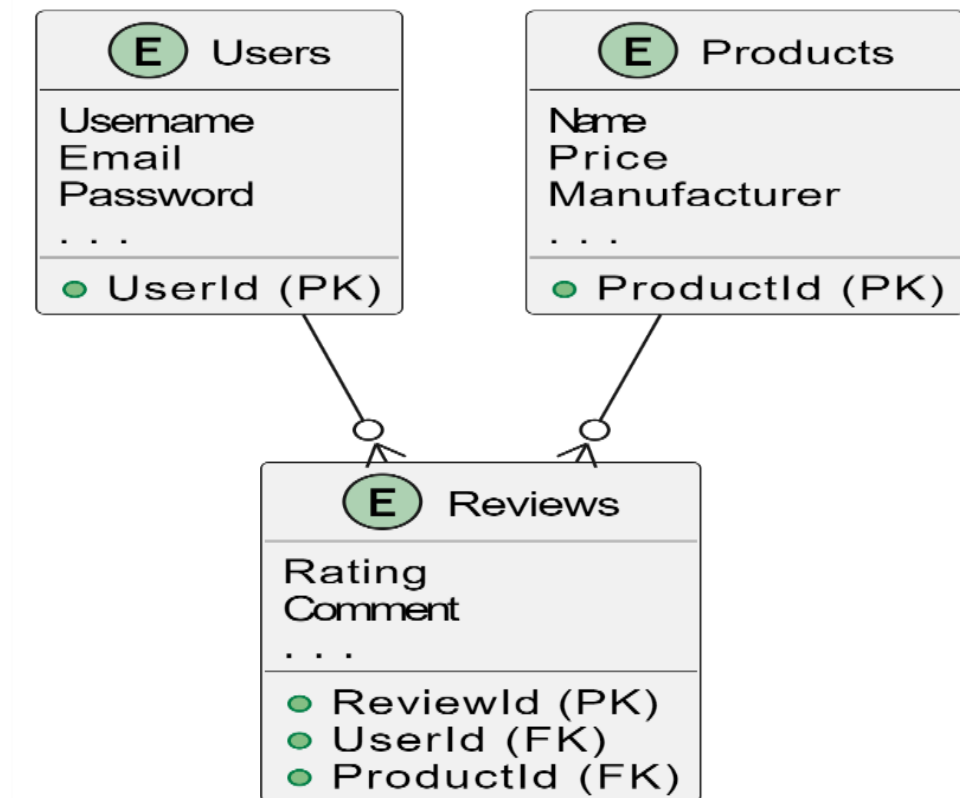 E Users
Username
Email
Password
. . .
UserId (PK)
E Products
Name
Price
Manufacturer
. . .
ProductId (PK)
E Reviews
Rating
Comment
. . .
ReviewId (PK)
UserId (FK)
ProductId (FK)